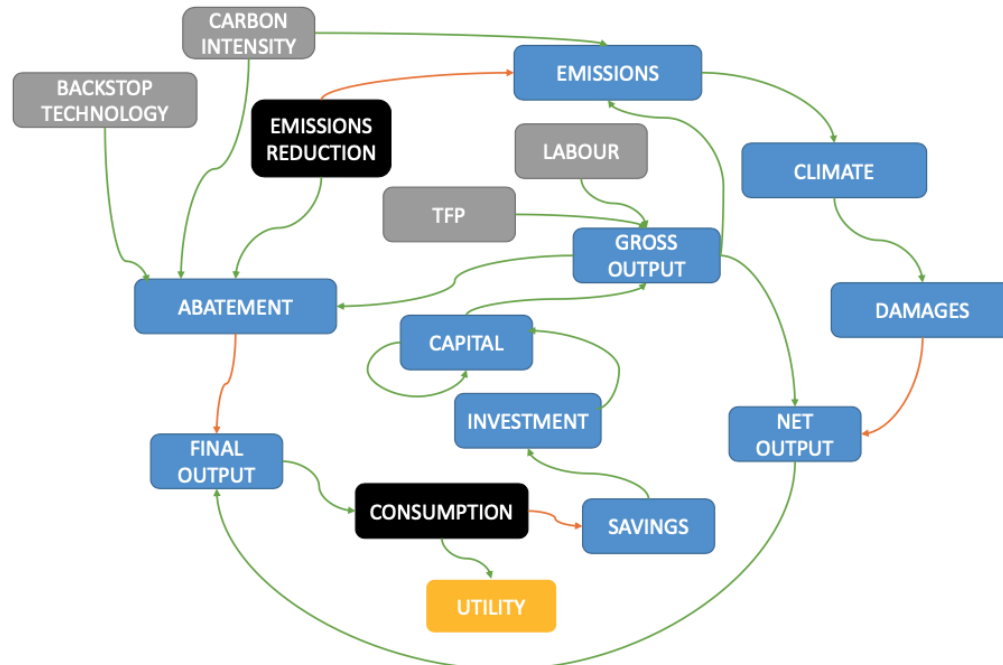 CARBON
INTENSITY
EMISSIONS
BACKSTOP
TECHNOLOGY
EMISSIONS
REDUCTION
LABOUR
CLIMATE
TFP
GROSS
OUTPUT
ABATEMENT
DAMAGES
CAPITAL
INVESTMENT
NET
OUTPUT
FINAL
OUTPUT
CONSUMPTION
SAVINGS
UTILITY